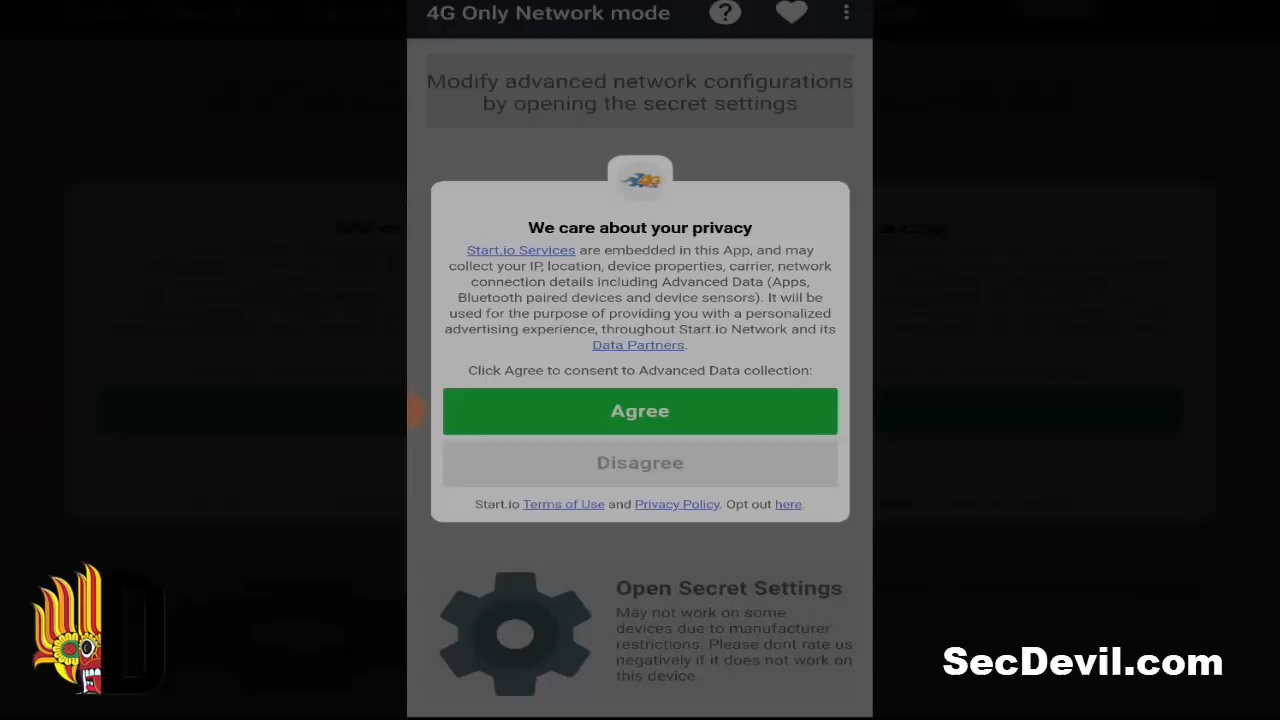 4G Only Network mode
Modify advanced network configurations
by opening the secret settings
4G
We care about your privacy
Start.io Services are embedded in this App, and may
collect your IP, location, device properties, carrier, network
connection details including Advanced Data (Apps,
Bluetooth paired devices and device sensors). It will be
used for the purpose of providing you with a personalized
advertising experience, throughout Start.io Network and its
Data Partners.
Click Agree to consent to Advanced Data collection:
Agree
Disagree
Start.io Terms of Use and Privacy Policy. Opt out here.
Open Secret Settings
May not work on some
devices due to manufacturer
restrictions. Please dont rate us
negatively if it does not work on
this device
D
SecDevil.com